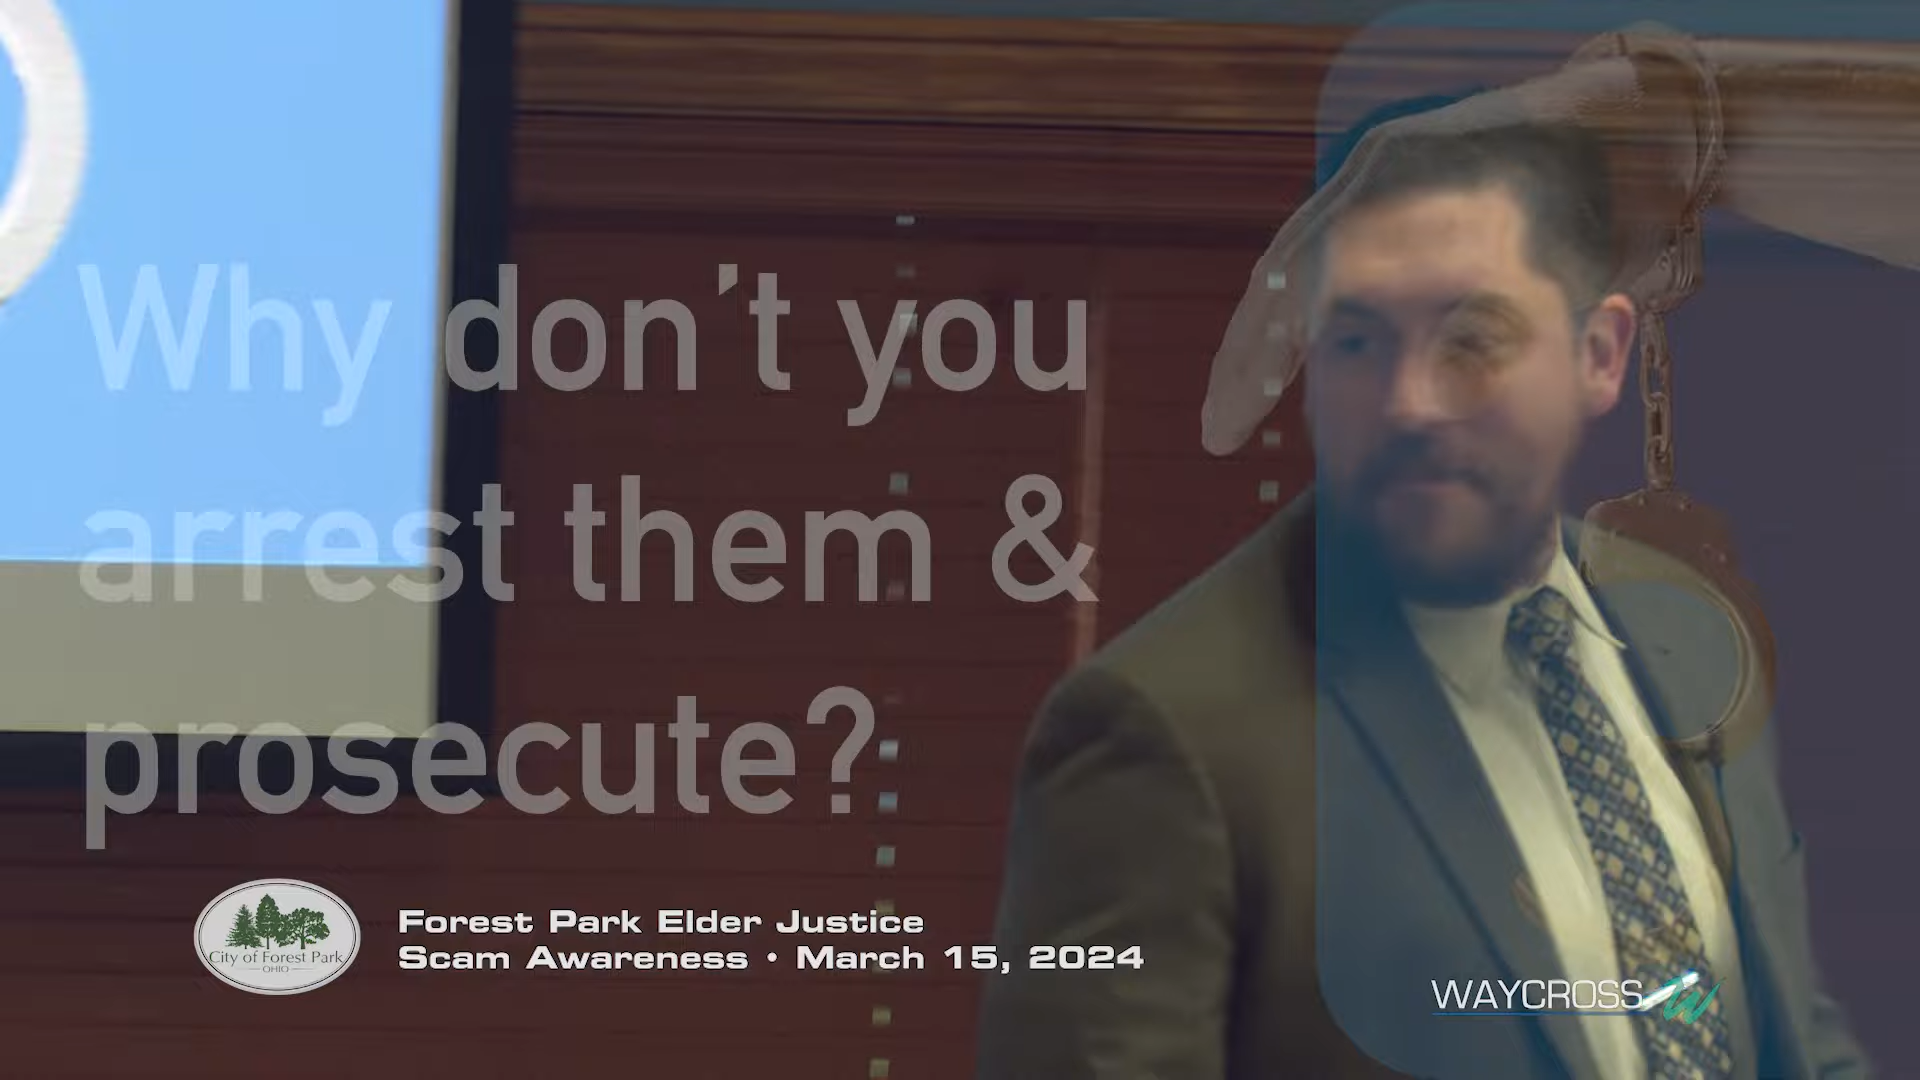 Why don't you
arrest them &
prosecute?
City of Forest Park
OHIO
Forest Park Elder Justice
Scam Awareness • March 15, 2024
WAYCROSS